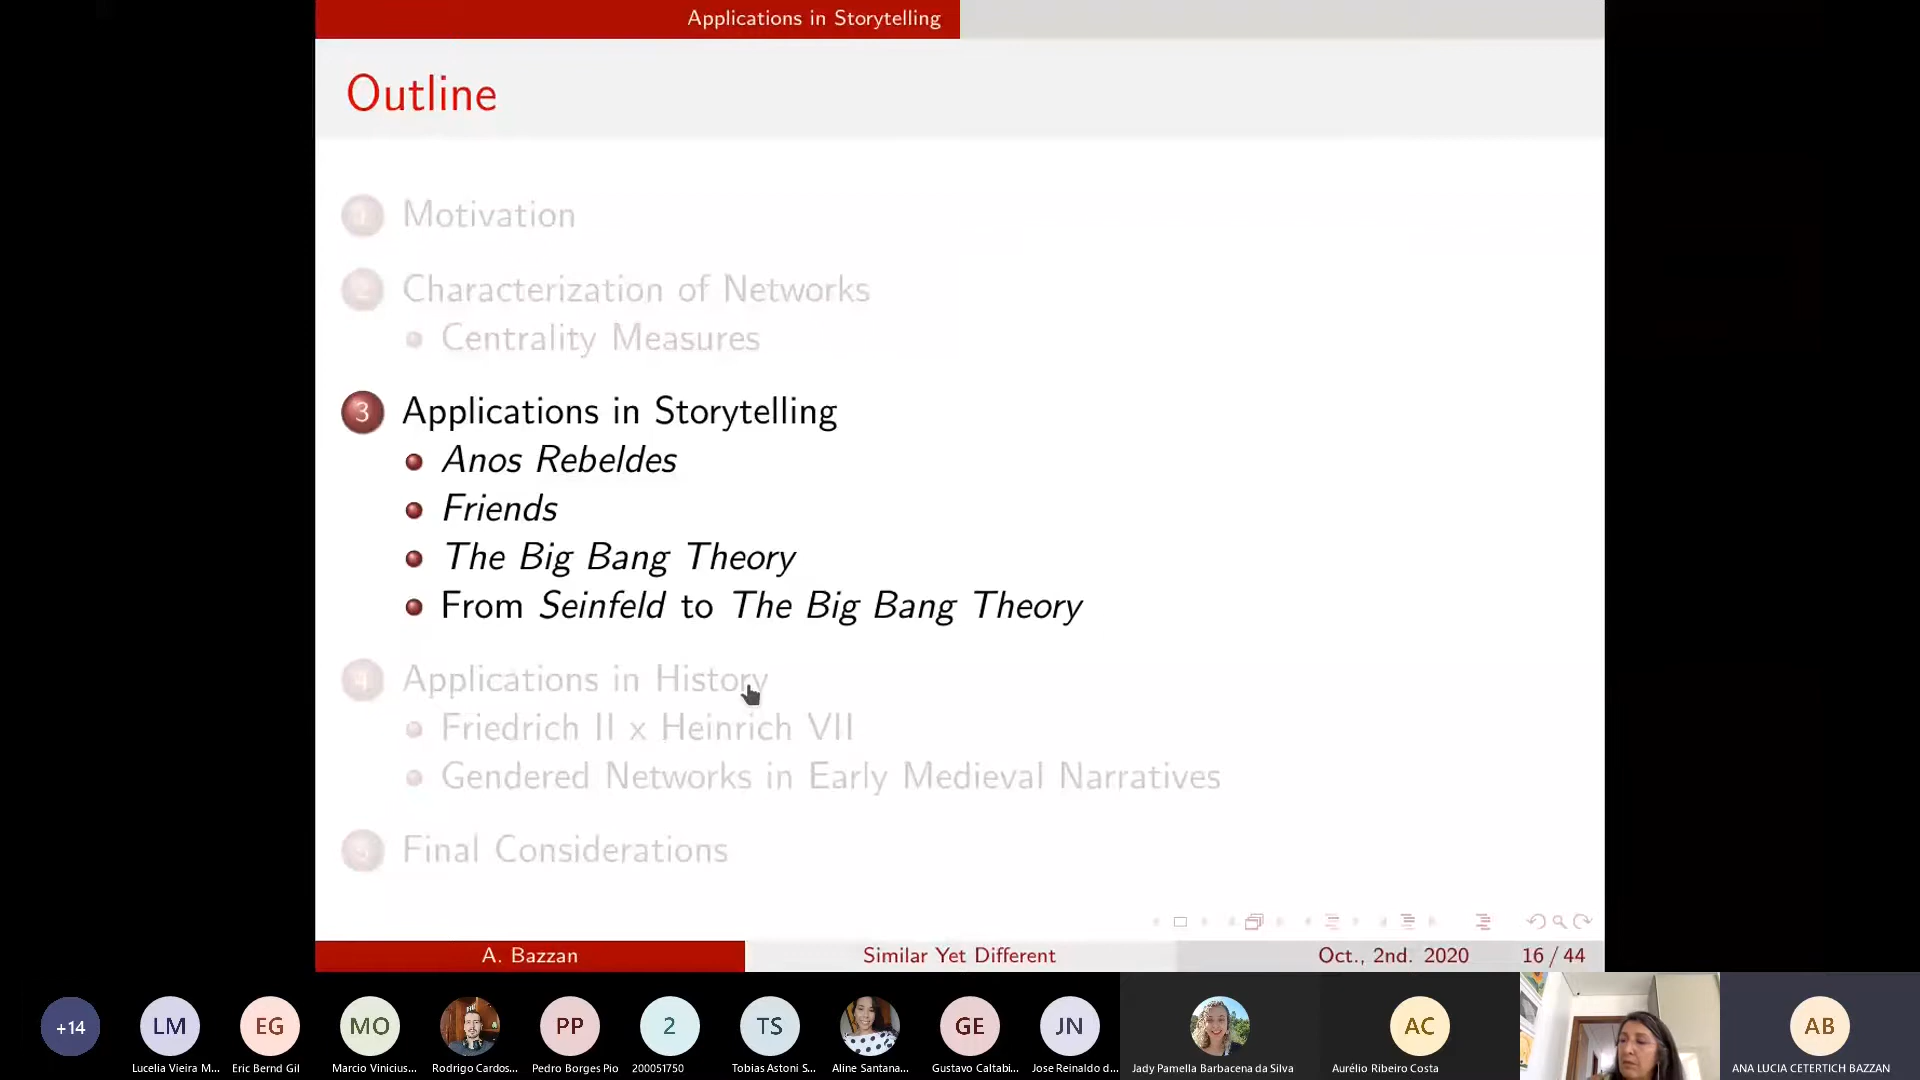 Applications in Storytelling
Outline
1 Motivation
2 Characterization of Networks
Centrality Measures
3 Applications in Storytelling
Anos Rebeldes
Friends
The Big Bang Theory
From Seinfeld to The Big Bang Theory
4 Applications in History
Friedrich II x Heinrich VII
Gendered Networks in Early Medieval Narratives
5 Final Considerations
A. Bazzan Similar Yet Different Oct., 2nd. 2020 16 / 44
+14 LM EG MO PP 2 TS GE JN AC AB
Lucelia Vieira M... Eric Bernd Gil Marcio Vinicius... Rodrigo Cardos... Pedro Borges Pio 200051750 Tobias Astoni S... Aline Santana... Gustavo Caltabi... Jose Reinaldo d... Jady Pamella Barbacena da Silva Aurélio Ribeiro Costa ANA LUCIA CETERTICH BAZZAN